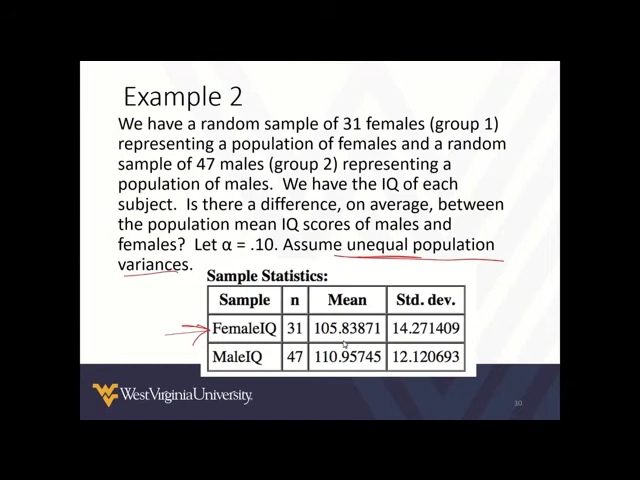 Example 2
We have a random sample of 31 females (group 1)
representing a population of females and a random
sample of 47 males (group 2) representing a
population of males.  We have the IQ of each
subject.  Is there a difference, on average, between
the population mean IQ scores of males and
females?  Let α = .10. Assume unequal population
variances.
Sample Statistics:
Sample n Mean Std. dev.
FemaleIQ 31 105.83871 14.271409
MaleIQ 47 110.95745 12.120693
WestVirginiaUniversity.
30